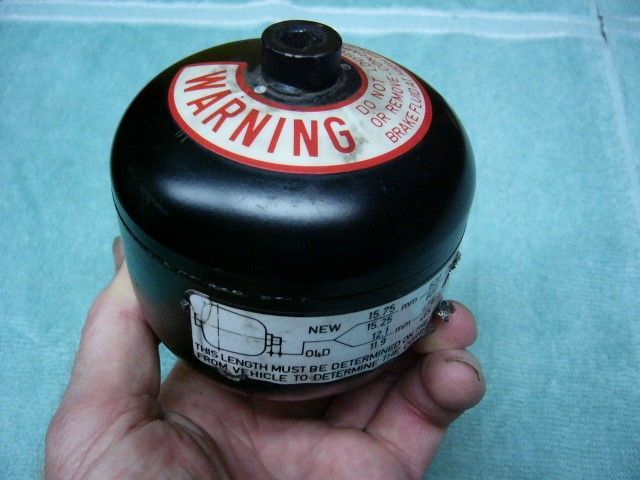 WARNING
DO NOT
OR REMOVE
BRAKE FLUID
NEW 15.75 mm
15.25
OLD 12.1 mm
11.9
THIS LENGTH MUST BE DETERMINED ON
FROM VEHICLE TO DETERMINE THE